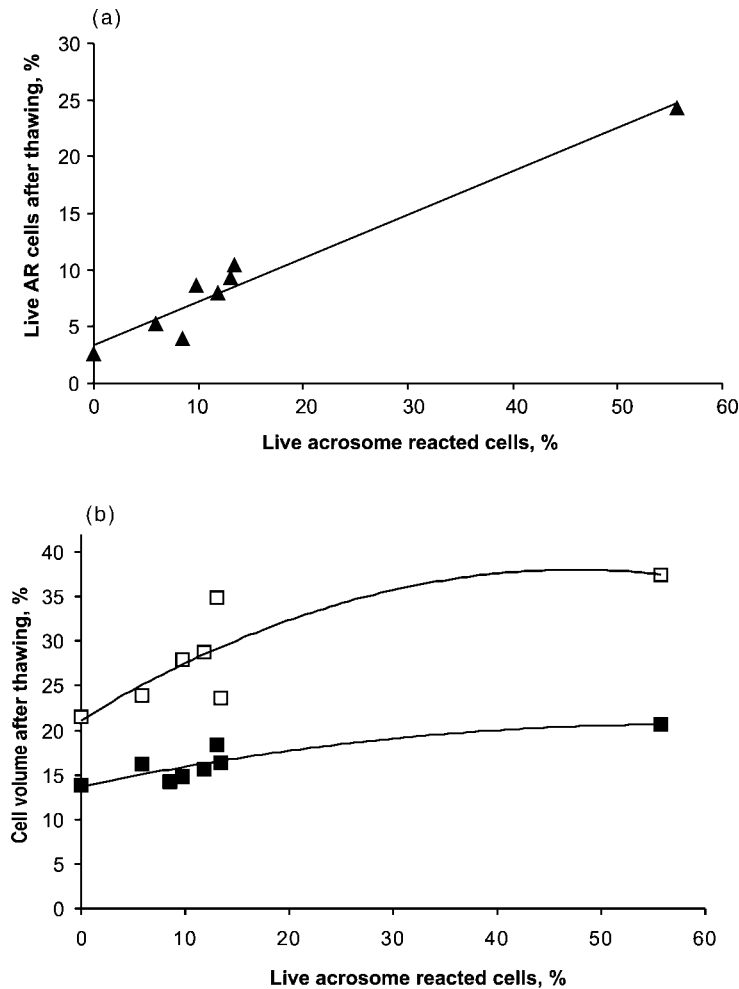 (a)
Live AR cells after thawing, %
30
25
20
15
10
5
0
0 10 20 30 40 50 60
Live acrosome reacted cells, %
(b)
Cell volume after thawing, %
40
35
30
25
20
15
10
5
0
0 10 20 30 40 50 60
Live acrosome reacted cells, %